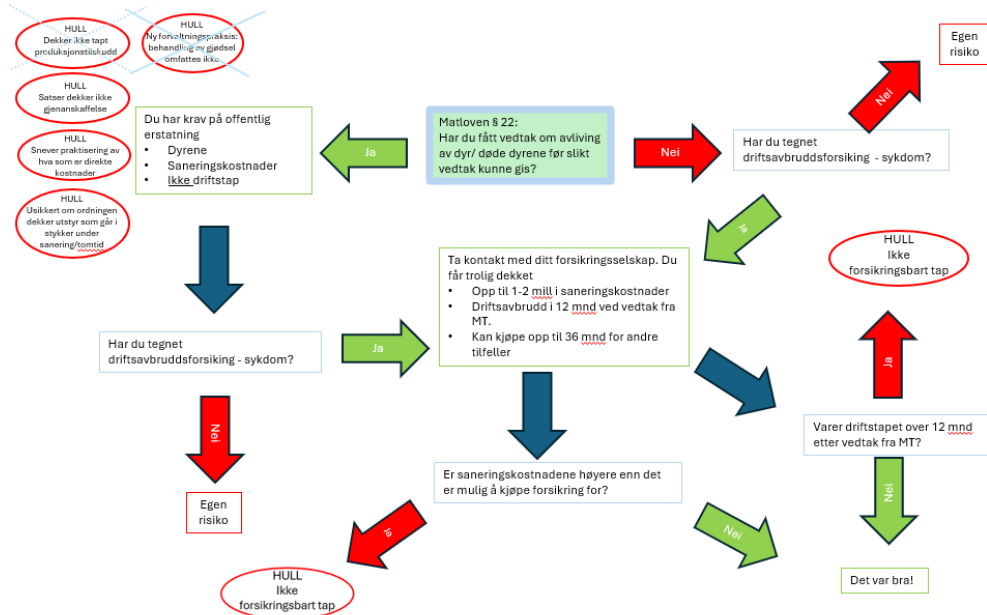 HULL
Dekker ikke tapt
produksjonstilskudd
HULL
Ny forvaltningspraksis:
behandling av gjødsel
omfattes ikke
HULL
Satser dekker ikke
gjenanskaffelse
HULL
Snever praktisering av
hva som er direkte
kostnader
HULL
Usikkert om ordningen
dekker utstyr som går i
stykker under
sanering/tomtid
Du har krav på offentlig
erstatning
• Dyrene
• Saneringskostnader
• Ikke driftstap
Ja
Matloven § 22:
Har du fått vedtak om avliving
av dyr/ døde dyrene før slikt
vedtak kunne gis?
Nei
Har du tegnet
driftsavbruddsforsiking - sykdom?
Nei
Egen
risiko
Ja
Ta kontakt med ditt forsikringsselskap. Du
får trolig dekket
• Opp til 1-2 mill i saneringskostnader
• Driftsavbrudd i 12 mnd ved vedtak fra
MT.
• Kan kjøpe opp til 36 mnd for andre
tilfeller
HULL
Ikke
forsikringsbart tap
Ja
Har du tegnet
driftsavbruddsforsiking - sykdom?
Ja
Nei
Egen
risiko
Varer driftstapet over 12 mnd
etter vedtak fra MT?
Nei
Er saneringskostnadene høyere enn det
er mulig å kjøpe forsikring for?
Ja
HULL
Ikke
forsikringsbart tap
Nei
Det var bra!